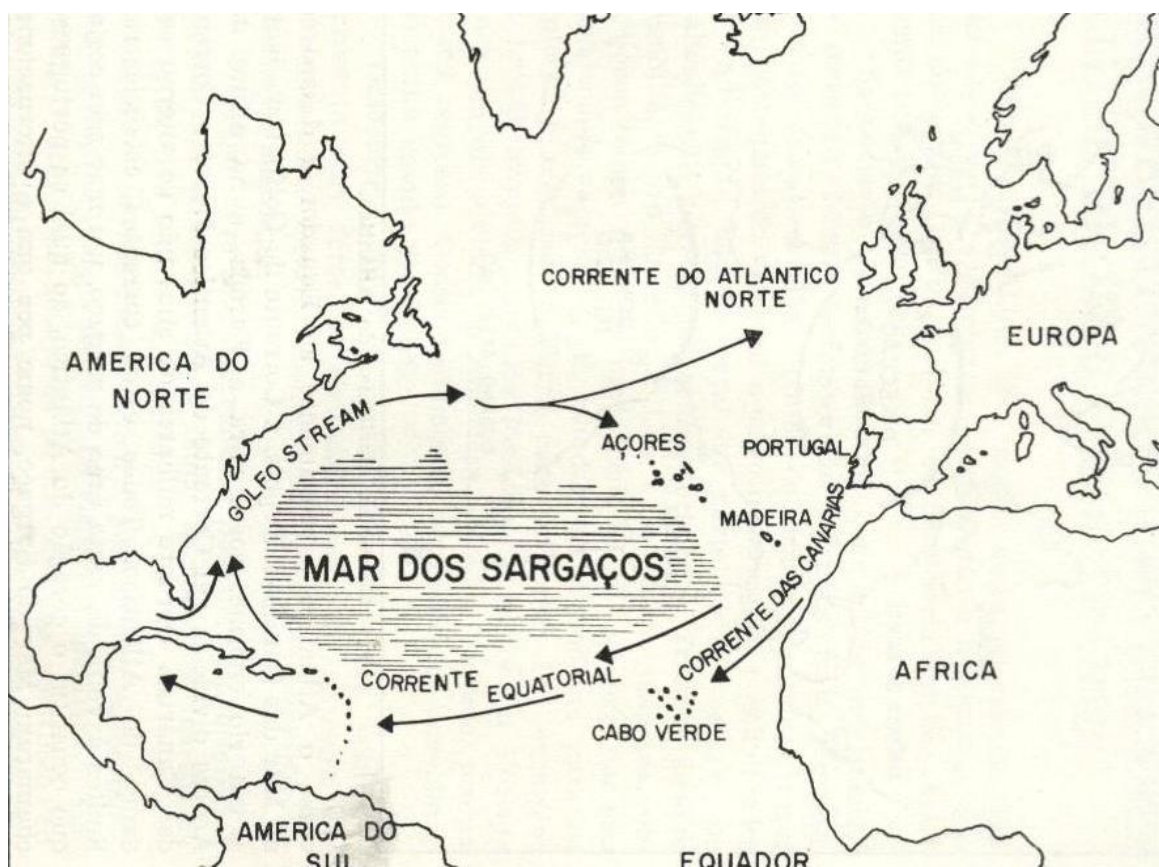 CORRENTE DO ATLANTICO
NORTE
EUROPA
AMERICA DO
NORTE
GOLFO STREAM
AÇORES
PORTUGAL
MADEIRA
MAR DOS SARGAÇOS
CORRENTE DAS CANARIAS
AFRICA
CORRENTE EQUATORIAL
CABO VERDE
AMERICA DO
SUL
EQUADOR